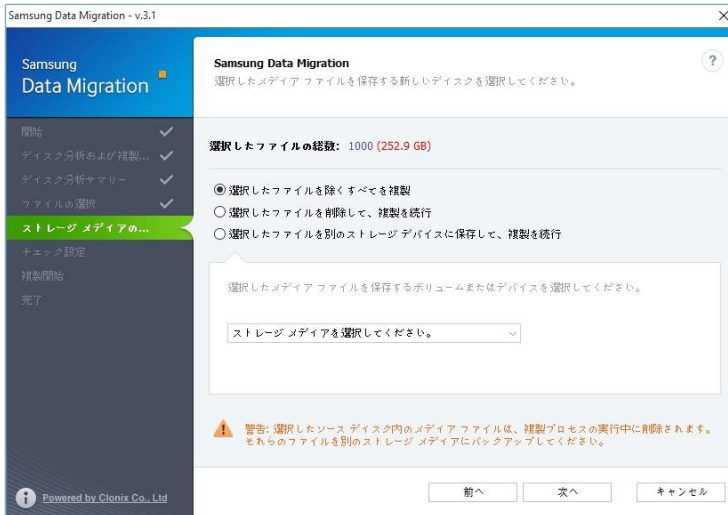 Samsung Data Migration - v.3.1
Samsung
Data Migration
Samsung Data Migration
選択したメディア ファイルを保存する新しいディスクを選択してください。
?
開始
ディスク分析および複製...
ディスク分析サマリー
ファイルの選択
ストレージ メディアの...
チェック設定
複製開始
完了
選択したファイルの総数: 1000 (252.9 GB)
選択したファイルを除くすべてを複製
選択したファイルを削除して、複製を続行
選択したファイルを別のストレージ デバイスに保存して、複製を続行
選択したメディア ファイルを保存するボリュームまたはデバイスを選択してください。
ストレージ メディアを選択してください。
警告: 選択したソース ディスク内のメディア ファイルは、複製プロセスの実行中に削除されます。
それらのファイルを別のストレージ メディアにバックアップしてください。
Powered by Clonix Co., Ltd
前へ
次へ
キャンセル